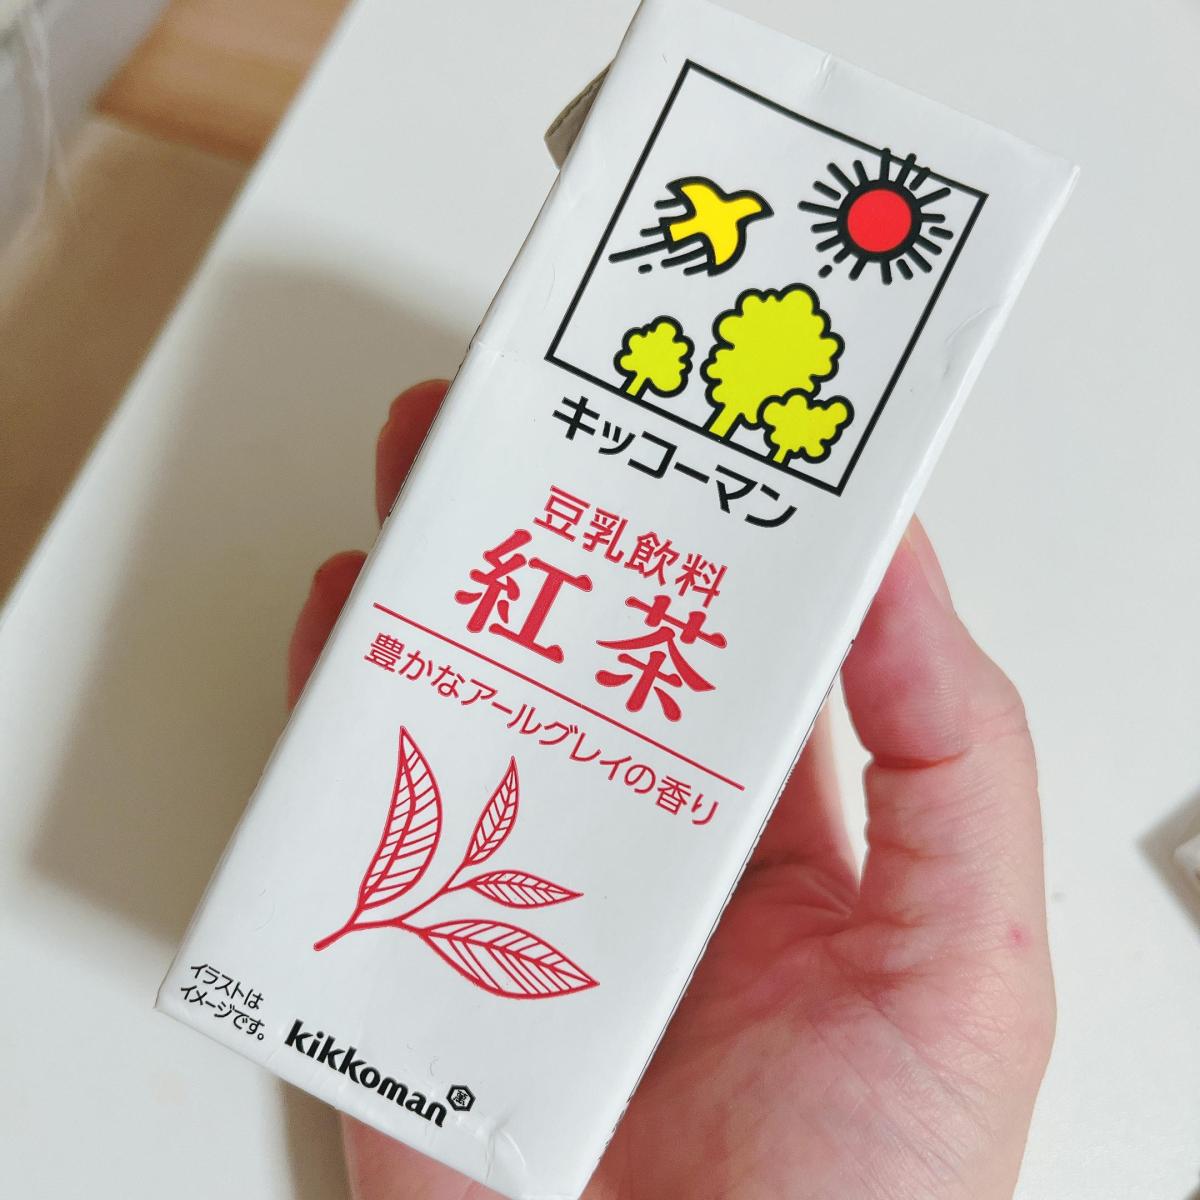 キッコーマン
豆乳飲料
紅茶
豊かなアールグレイの香り
イラストは
イメージです。
kikkoman